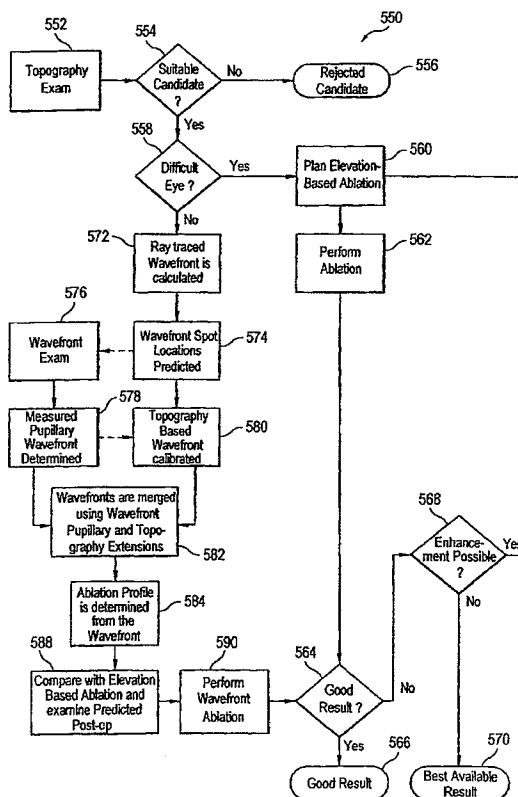 552
554
550
Topography
Exam
Suitable
Candidate
?
No
Rejected
Candidate
556
Yes
558
Difficult
Eye ?
Yes
Plan Elevation-
Based Ablation
560
No
572
Ray traced
Wavefront is
calculated
Perform
Ablation
562
576
Wavefront
Exam
Wavefront Spot
Locations
Predicted
574
578
Measured
Pupillary
Wavefront
Determined
Topography
Based
Wavefront
calibrated
580
Wavefronts are merged
using Wavefront
Pupillary and Topo-
graphy Extensions
582
568
Enhance-
ment Possible
?
Yes
No
Ablation Profile
is determined
from the
Wavefront
584
588
Compare with Elevation
Based Ablation and
examine Predicted
Post-op
590
Perform
Wavefront
Ablation
564
Good
Result ?
No
Yes
566
Good Result
570
Best Available
Result